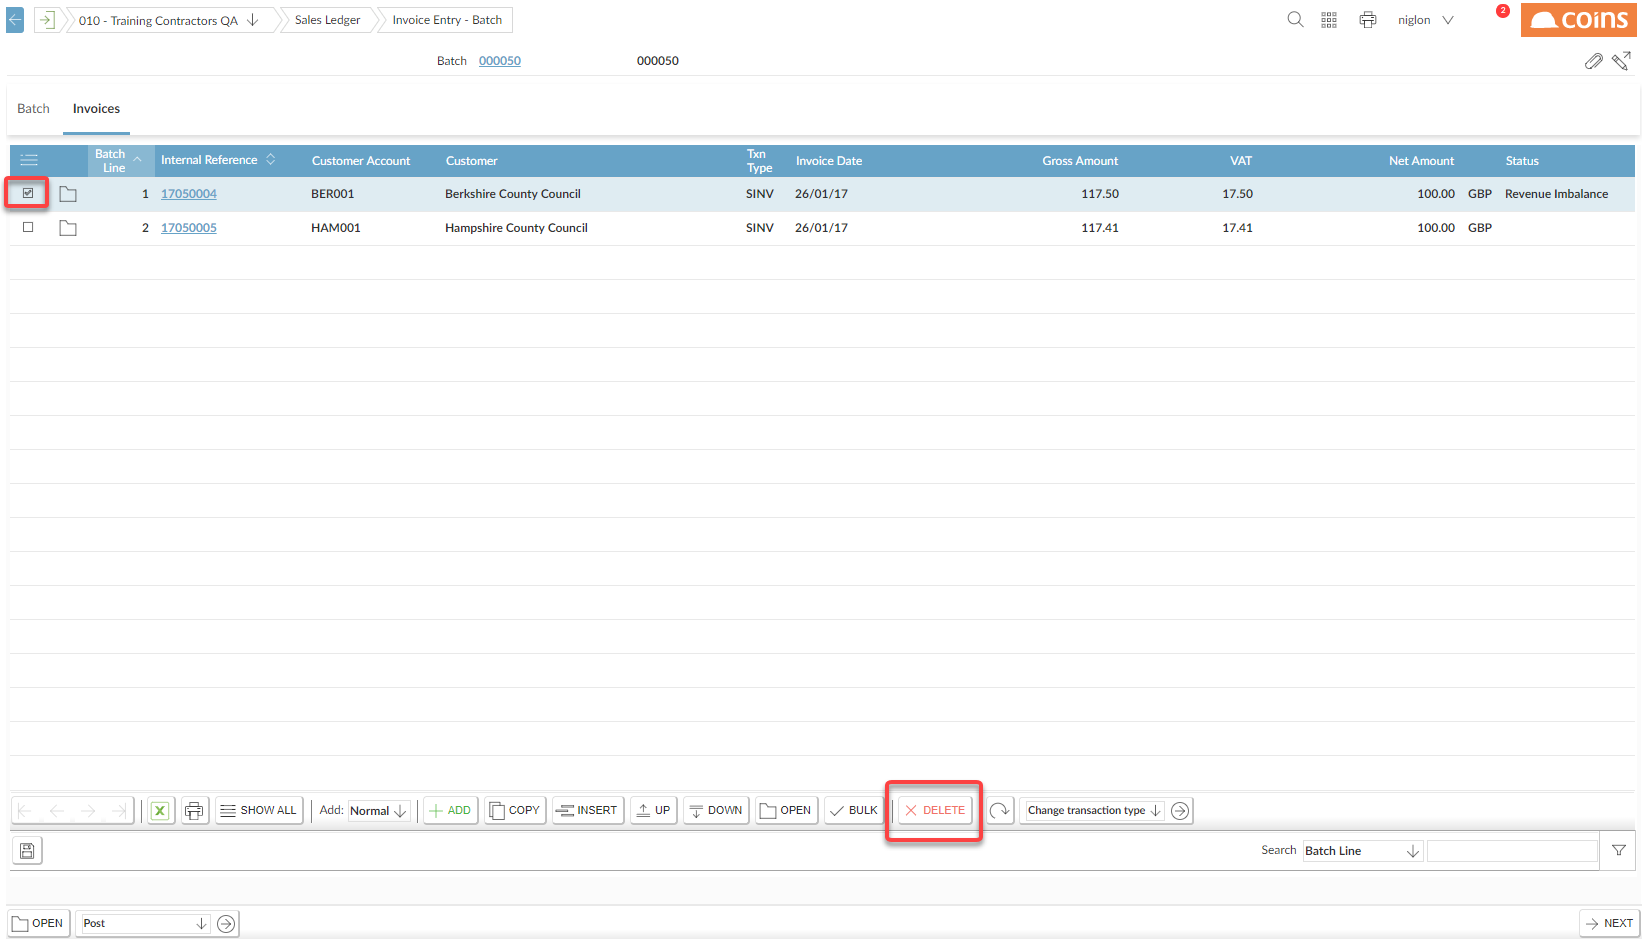 010 - Training Contractors QA Sales Ledger Invoice Entry - Batch niglon 2 coins
Batch 000050 000050
Batch Invoices
Batch Line Internal Reference Customer Account Customer Txn Type Invoice Date Gross Amount VAT Net Amount Status
1 17050004 BER001 Berkshire County Council SINV 26/01/17 117.50 17.50 100.00 GBP Revenue Imbalance
2 17050005 HAM001 Hampshire County Council SINV 26/01/17 117.41 17.41 100.00 GBP
X SHOW ALL Add: Normal ADD COPY INSERT UP DOWN OPEN BULK DELETE Change transaction type
Search Batch Line
OPEN Post NEXT